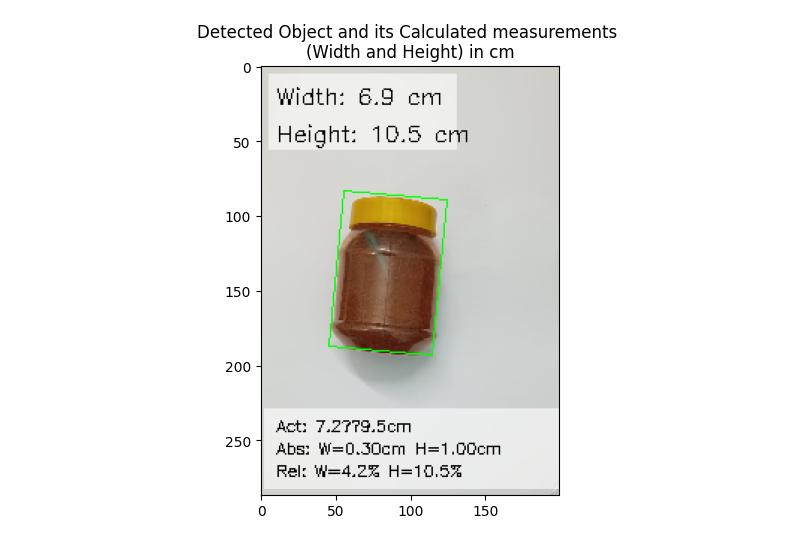 Detected Object and its Calculated measurements
(Width and Height) in cm
0
50
100
150
200
250
0
50
100
150
Width: 6.9 cm
Height: 10.5 cm
Act: 7.2??9.5cm
Abs: W=0.30cm H=1.00cm
Rel: W=4.2% H=10.5%